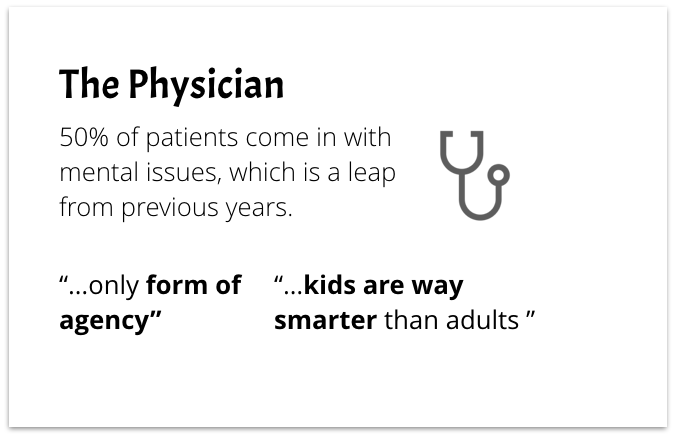 The Physician
50% of patients come in with
mental issues, which is a leap
from previous years.
“...only form of
agency”
“...kids are way
smarter than adults ”